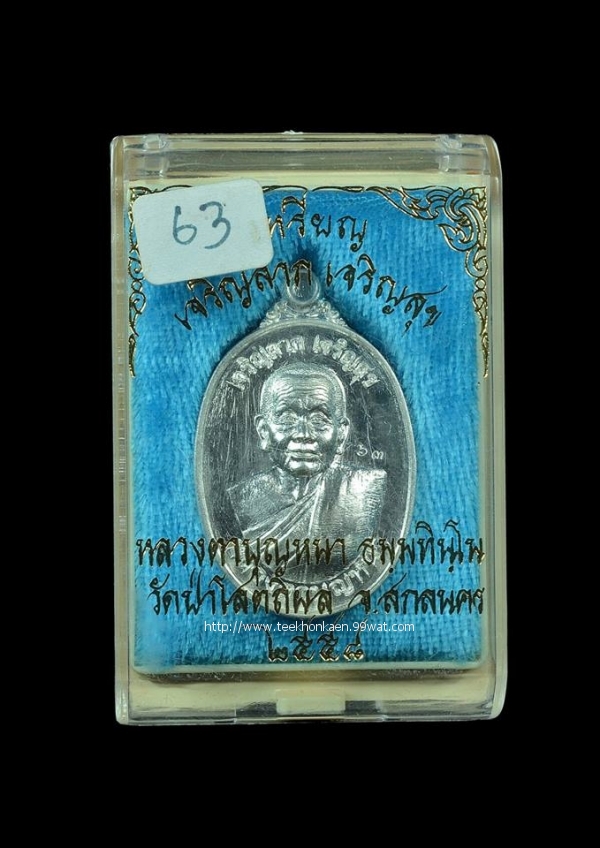 63
เหรียญ
เจริญลาภ เจริญสุข
เจริญลาภ เจริญสุข
๖๓
หลวงตาบุญหนา ธมฺมทินฺโน
วัดป่าโสตถิผล จ.สกลนคร
http://www.teekhonkaen.99wat.com
๒๕๕๘